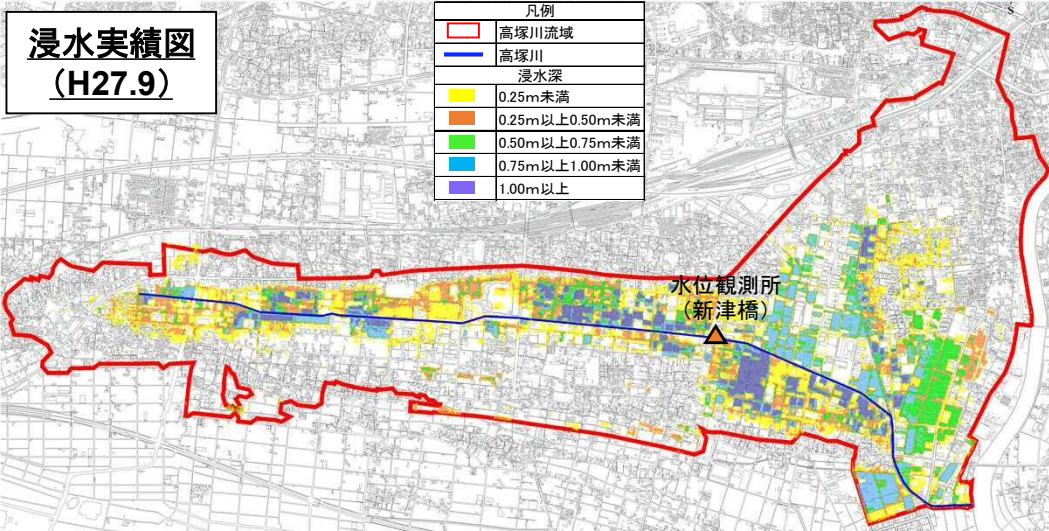 浸水実績図
（H27.9）
凡例
高塚川流域
高塚川
浸水深
0.25m未満
0.25m以上0.50m未満
0.50m以上0.75m未満
0.75m以上1.00m未満
1.00m以上
水位観測所
（新津橋）
S